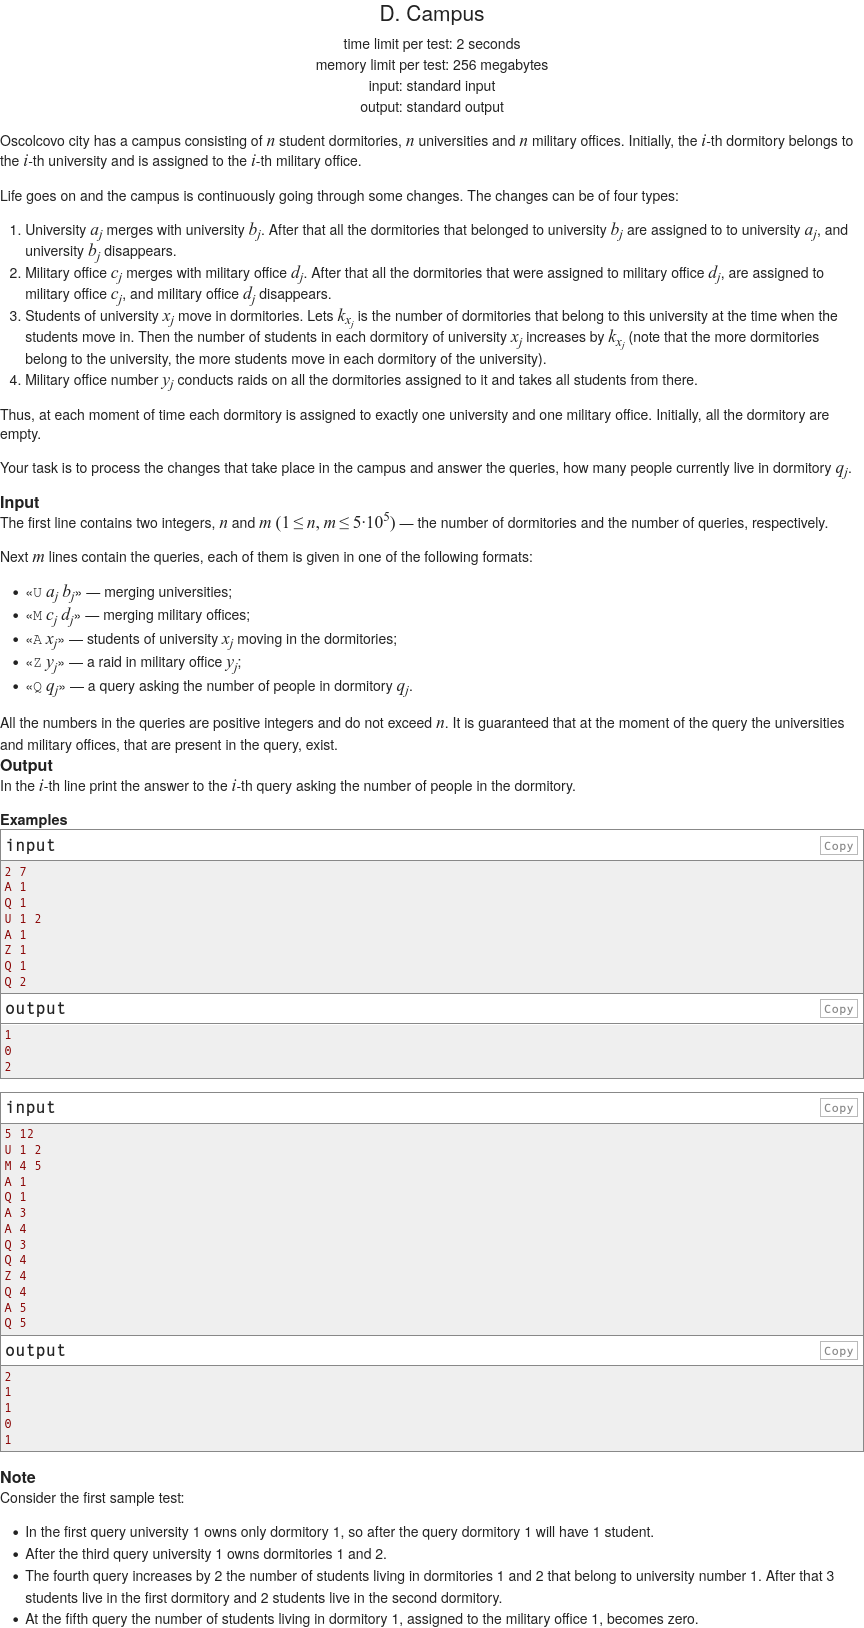 D. Campus
time limit per test: 2 seconds
memory limit per test: 256 megabytes
input: standard input
output: standard output
Oscolcovo city has a campus consisting of n student dormitories, n universities and n military offices. Initially, the i-th dormitory belongs to
the i-th university and is assigned to the i-th military office.
Life goes on and the campus is continuously going through some changes. The changes can be of four types:
1. University a_j merges with university b_j. After that all the dormitories that belonged to university b_j are assigned to to university a_j, and
university b_j disappears.
2. Military office c_j merges with military office d_j. After that all the dormitories that were assigned to military office d_j, are assigned to
military office c_j, and military office d_j disappears.
3. Students of university x_j move in dormitories. Lets k_{x_j} is the number of dormitories that belong to this university at the time when the
students move in. Then the number of students in each dormitory of university x_j increases by k_{x_j} (note that the more dormitories
belong to the university, the more students move in each dormitory of the university).
4. Military office number y_j conducts raids on all the dormitories assigned to it and takes all students from there.
Thus, at each moment of time each dormitory is assigned to exactly one university and one military office. Initially, all the dormitory are
empty.
Your task is to process the changes that take place in the campus and answer the queries, how many people currently live in dormitory q_j.
Input
The first line contains two integers, n and m (1 ≤ n, m ≤ 5·10^5) — the number of dormitories and the number of queries, respectively.
Next m lines contain the queries, each of them is given in one of the following formats:
• «U a_j b_j» — merging universities;
• «M c_j d_j» — merging military offices;
• «A x_j» — students of university x_j moving in the dormitories;
• «Z y_j» — a raid in military office y_j;
• «Q q_j» — a query asking the number of people in dormitory q_j.
All the numbers in the queries are positive integers and do not exceed n. It is guaranteed that at the moment of the query the universities
and military offices, that are present in the query, exist.
Output
In the i-th line print the answer to the i-th query asking the number of people in the dormitory.
Examples
input Copy
2 7
A 1
Q 1
U 1 2
A 1
Z 1
Q 1
Q 2
output Copy
1
0
2
input Copy
5 12
U 1 2
M 4 5
A 1
Q 1
A 3
A 4
Q 3
Q 4
Z 4
Q 4
A 5
Q 5
output Copy
2
1
1
0
1
Note
Consider the first sample test:
• In the first query university 1 owns only dormitory 1, so after the query dormitory 1 will have 1 student.
• After the third query university 1 owns dormitories 1 and 2.
• The fourth query increases by 2 the number of students living in dormitories 1 and 2 that belong to university number 1. After that 3
students live in the first dormitory and 2 students live in the second dormitory.
• At the fifth query the number of students living in dormitory 1, assigned to the military office 1, becomes zero.